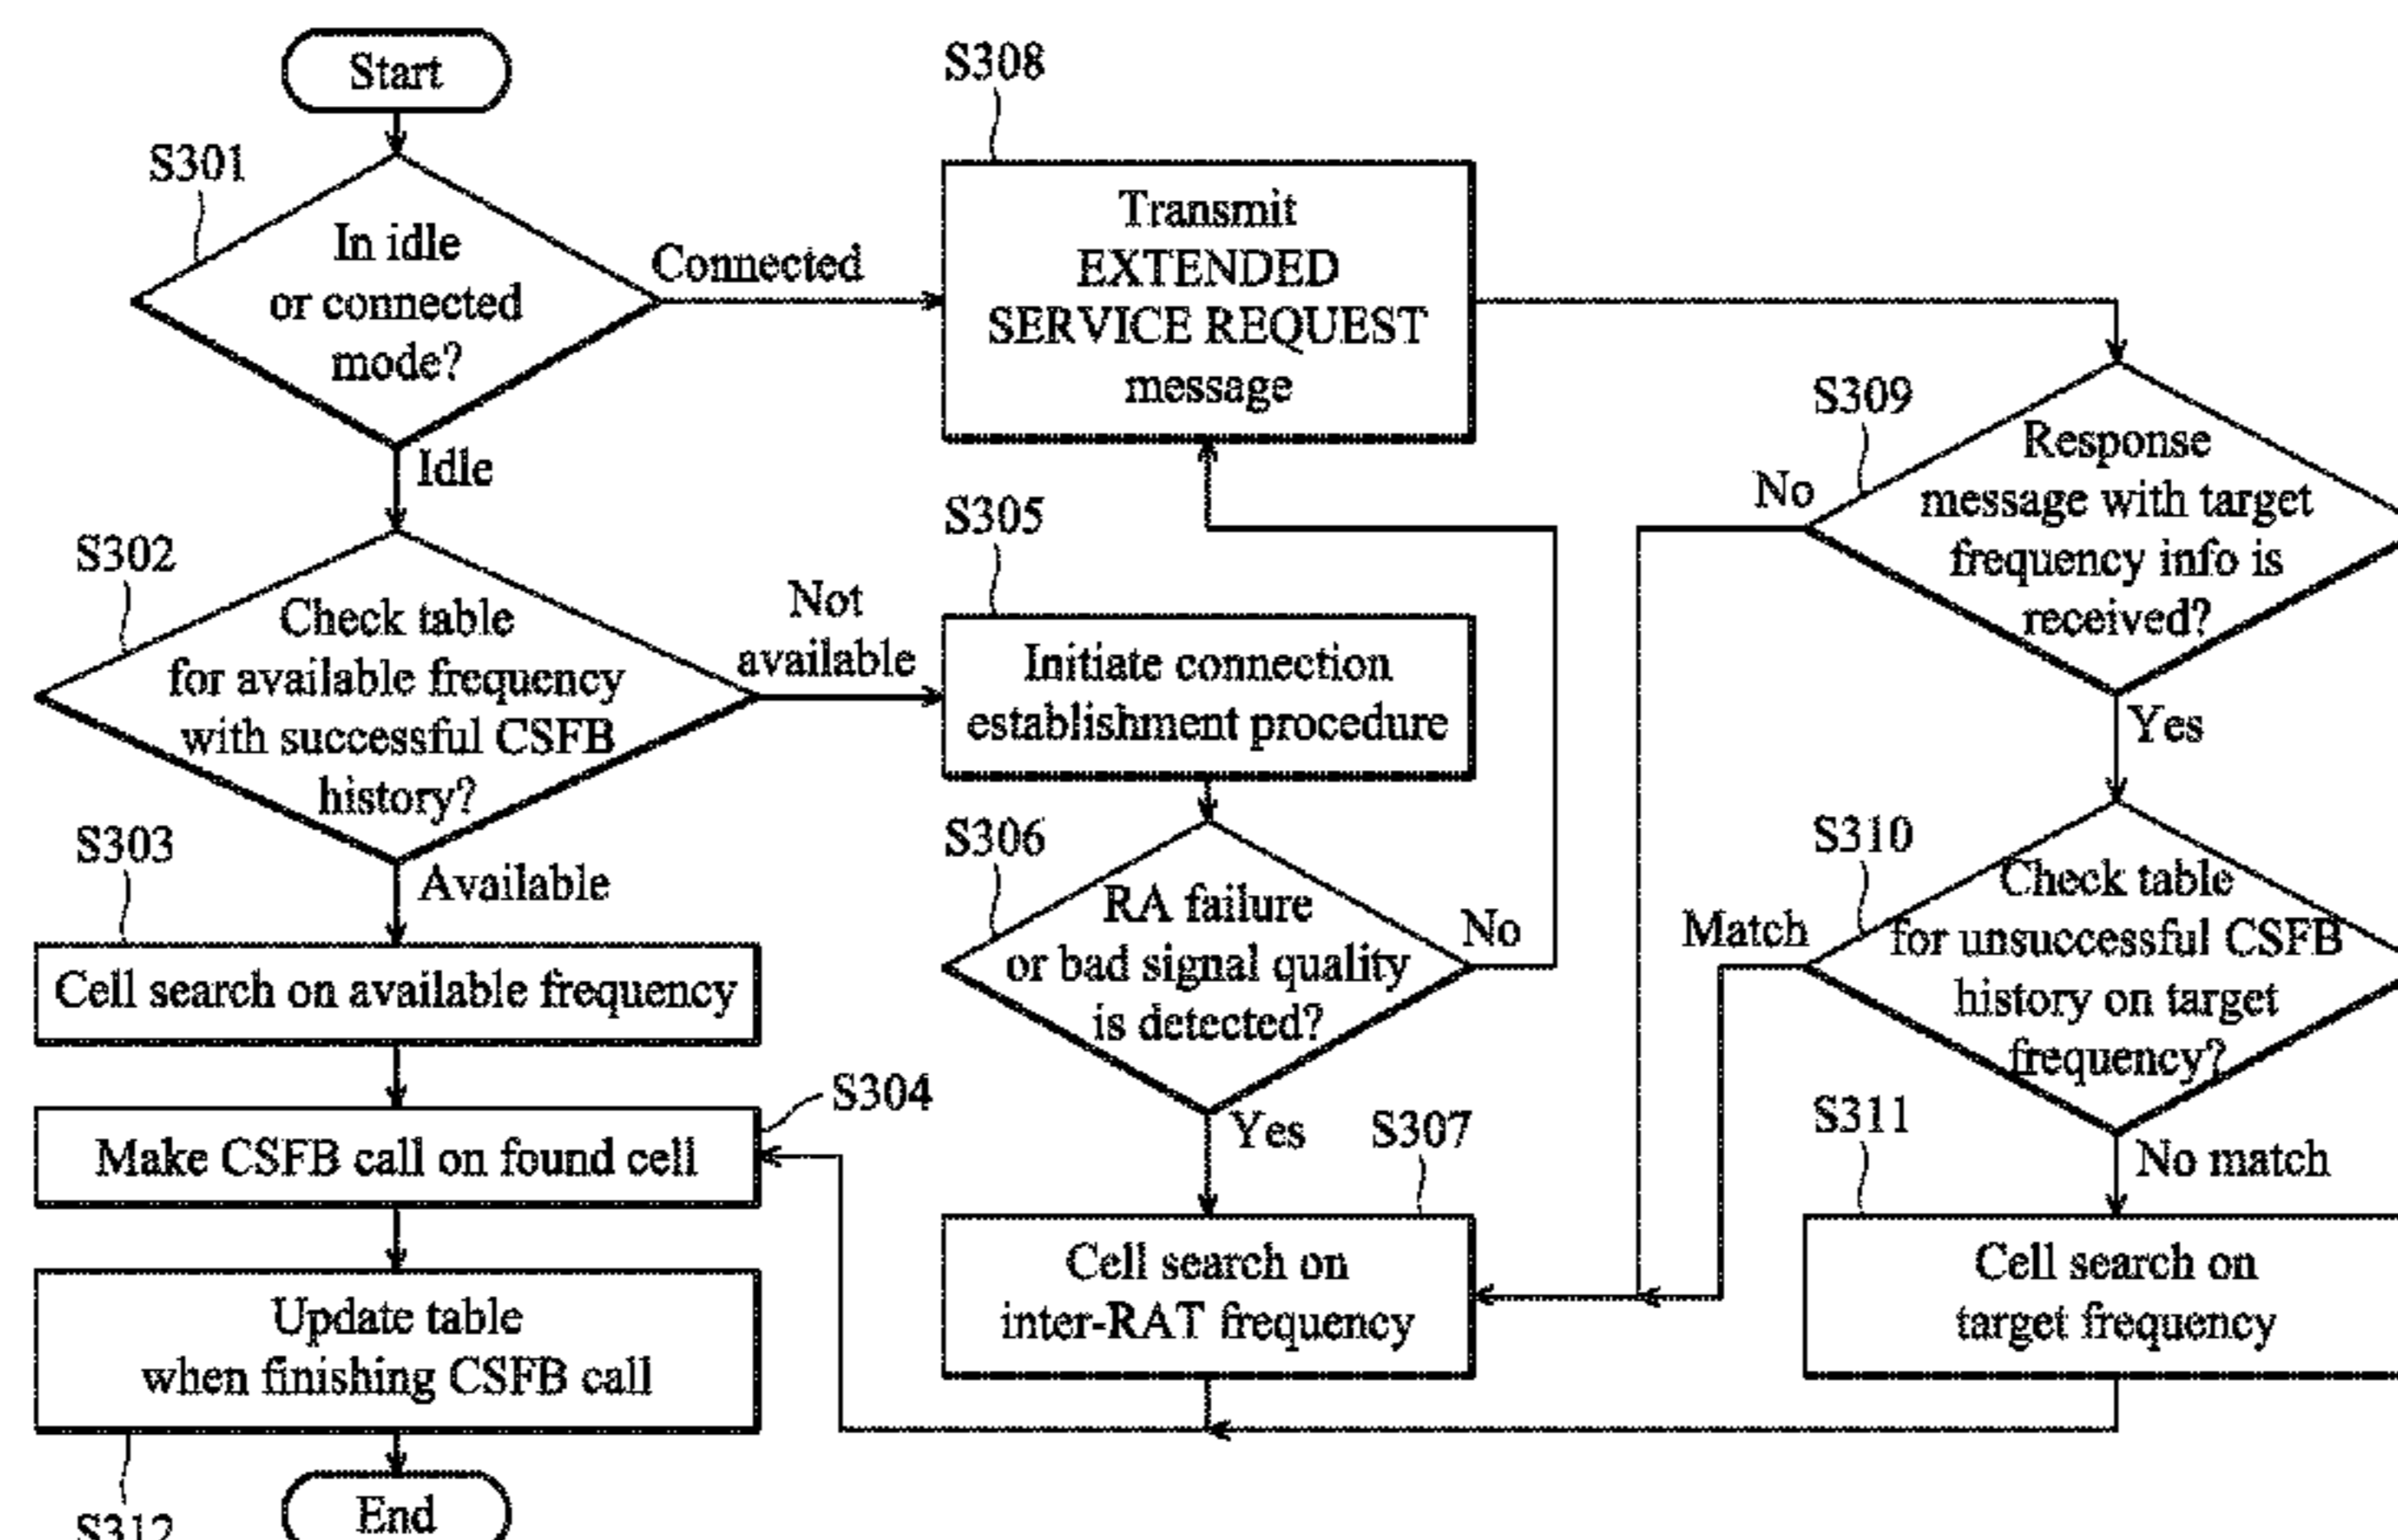 Start
S301
In idle
or connected
mode?
Connected
Idle
S302
Check table
for available frequency
with successful CSFB
history?
Not
available
Available
S303
Cell search on available frequency
S304
Make CSFB call on found cell
Update table
when finishing CSFB call
S312
End
S308
Transmit
EXTENDED
SERVICE REQUEST
message
S305
Initiate connection
establishment procedure
S306
RA failure
or bad signal quality
is detected?
No
Yes
S307
Cell search on
inter-RAT frequency
S309
Response
message with target
frequency info is
received?
No
Yes
S310
Check table
for unsuccessful CSFB
history on target
frequency?
Match
No match
S311
Cell search on
target frequency